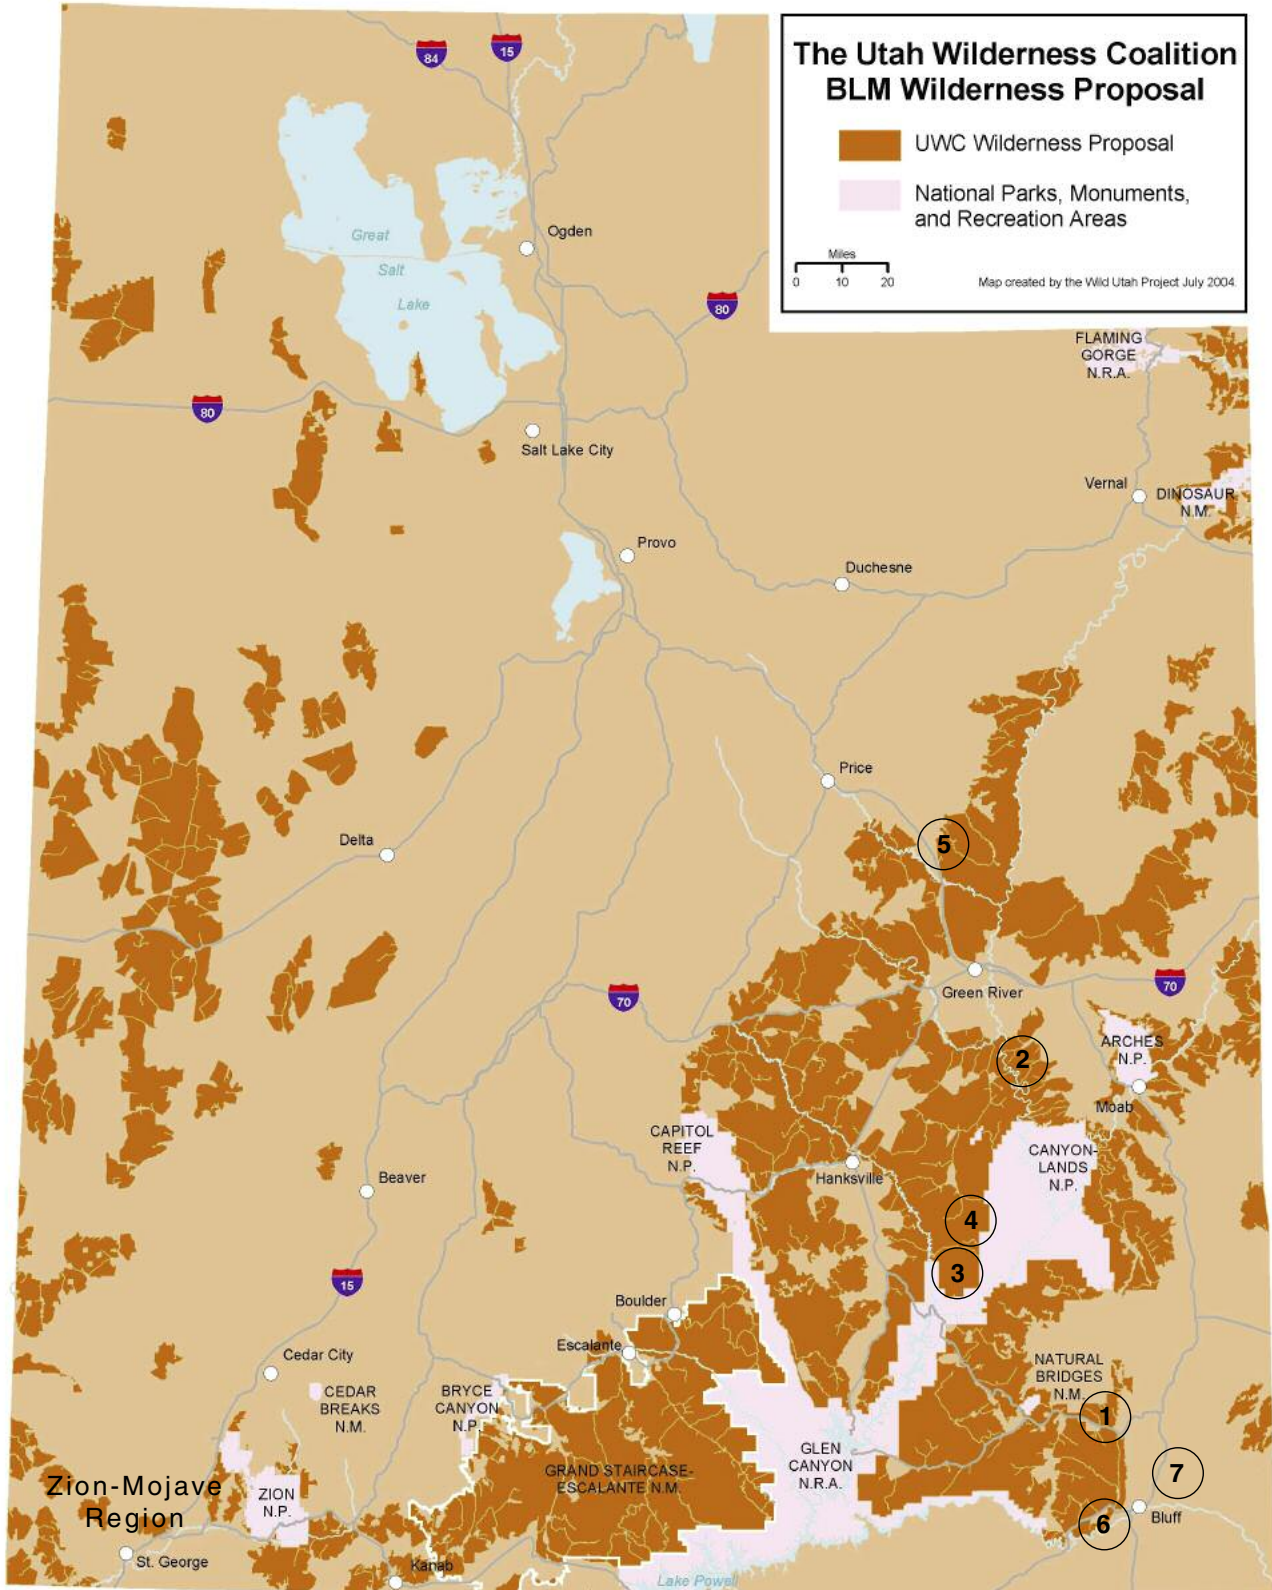 The Utah Wilderness Coalition
BLM Wilderness Proposal
UWC Wilderness Proposal
National Parks, Monuments,
and Recreation Areas
Miles
0 10 20
Map created by the Wild Utah Project July 2004.
84
15
Great
Salt
Lake
Ogden
80
FLAMING
GORGE
N.R.A.
80
Salt Lake City
Vernal
DINOSAUR
N.M.
Provo
Duchesne
Price
Delta
5
Green River
70
70
2
ARCHES
N.P.
Moab
CAPITOL
REEF
N.P.
CANYON-
LANDS
N.P.
Hanksville
Beaver
4
3
15
Boulder
Escalante
Cedar City
CEDAR
BREAKS
N.M.
BRYCE
CANYON
N.P.
NATURAL
BRIDGES
N.M.
1
GLEN
CANYON
N.R.A.
GRAND STAIRCASE-
ESCALANTE N.M.
7
Zion-Mojave
Region
ZION
N.P.
6
Bluff
St. George
Kanab
Lake Powell